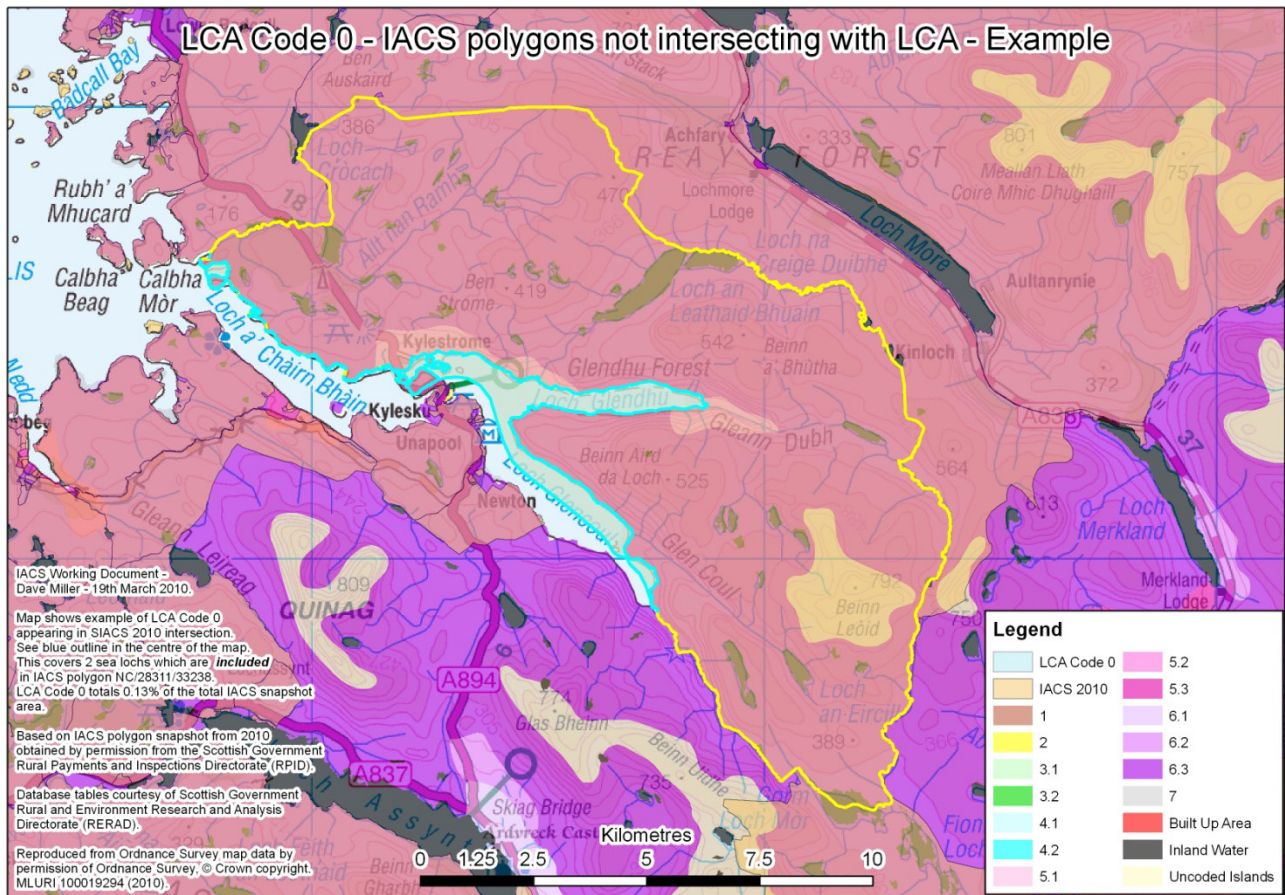 LCA Code 0 - IACS polygons not intersecting with LCA - Example
Badcall Bay
Ben
Auskaird
Stack
386
Loch
Crocach
Achfary
333
REAY FOREST
801
Meallan Liath
Coire Mhic Dhughaill
757
Rubh' a'
Mhucard
176
18
Allt nan Ramh
470
Lochmore
Lodge
Loch More
Calbha
Beag
Calbha
Mòr
LIS
Ben
Strome
419
Loch na
Creige Duibhe
Loch an
Leathaid Bhuain
Aultanrynie
Loch a' Chàirn Bhàin
Kylestrome
542
Beinn
a' Bhùtha
Kinloch
Glendhu Forest
372
Nedd
Kylesku
Loch Glendhu
Gleann Dubh
A838
37
Unapool
M
Beinn Aird
da Loch
525
564
Newton
Loch Glencoul
613
Loch
Merkland
Gleann Leireag
Glen Coul
Merkland
Lodge
809
QUINAG
792
Beinn
Leòid
750
IACS Working Document -
Dave Miller - 19th March 2010.
Map shows example of LCA Code 0
appearing in SIACS 2010 intersection.
See blue outline in the centre of the map.
This covers 2 sea lochs which are included
in IACS polygon NC/28311/33238.
LCA Code 0 totals 0.13% of the total IACS snapshot
area.
Based on IACS polygon snapshot from 2010
obtained by permission from the Scottish Government
Rural Payments and Inspections Directorate (RPID).
Database tables courtesy of Scottish Government
Rural and Environment Research and Analysis
Directorate (RERAD).
Reproduced from Ordnance Survey map data by
permission of Ordnance Survey, © Crown copyright.
MLURI 100019294 (2010).
A894
774
Glas Bheinn
Loch
an Eircill
389
366
Beinn Uidhe
735
Gorm
Loch Mòr
Fion
Loch
A837
Assynt
Skiag Bridge
Ardvreck
Beinn
Gharbh
Kilometres
0 1.25 2.5 5 7.5 10
Legend
LCA Code 0
IACS 2010
1
2
3.1
3.2
4.1
4.2
5.1
5.2
5.3
6.1
6.2
6.3
7
Built Up Area
Inland Water
Uncoded Islands